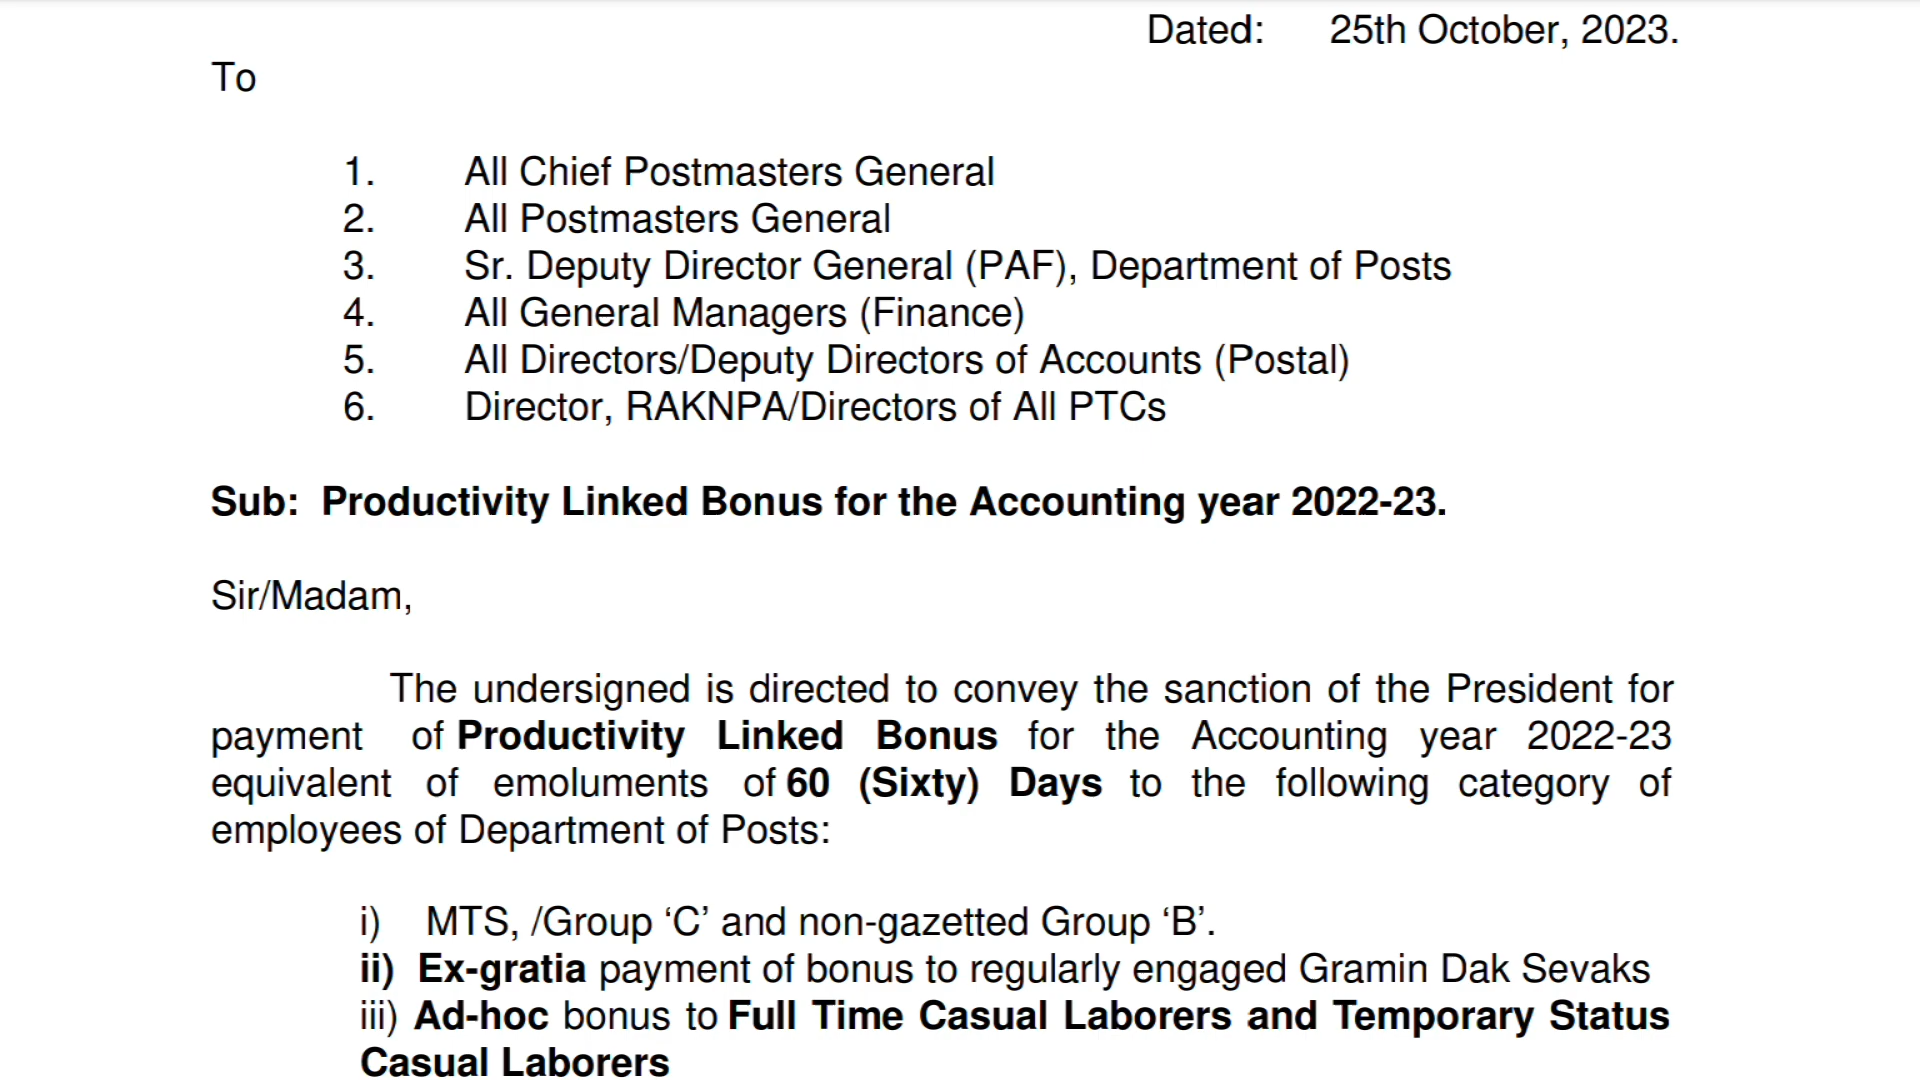 Dated: 25th October, 2023.
To
1. All Chief Postmasters General
2. All Postmasters General
3. Sr. Deputy Director General (PAF), Department of Posts
4. All General Managers (Finance)
5. All Directors/Deputy Directors of Accounts (Postal)
6. Director, RAKNPA/Directors of All PTCs
Sub: Productivity Linked Bonus for the Accounting year 2022-23.
Sir/Madam,
The undersigned is directed to convey the sanction of the President for
payment of Productivity Linked Bonus for the Accounting year 2022-23
equivalent of emoluments of 60 (Sixty) Days to the following category of
employees of Department of Posts:
i) MTS, /Group ‘C’ and non-gazetted Group ‘B’.
ii) Ex-gratia payment of bonus to regularly engaged Gramin Dak Sevaks
iii) Ad-hoc bonus to Full Time Casual Laborers and Temporary Status
Casual Laborers